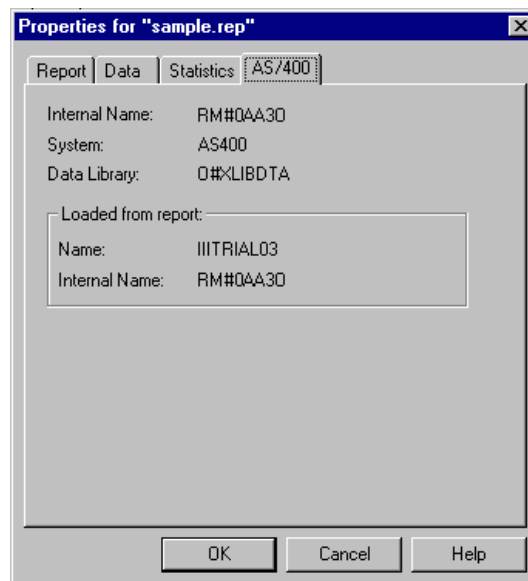 Properties for "sample.rep"
Report Data Statistics AS/400
Internal Name: RM#0AA30
System: AS400
Data Library: O#XLIBDTA
Loaded from report:
Name: IIITRIAL03
Internal Name: RM#0AA30
OK Cancel Help